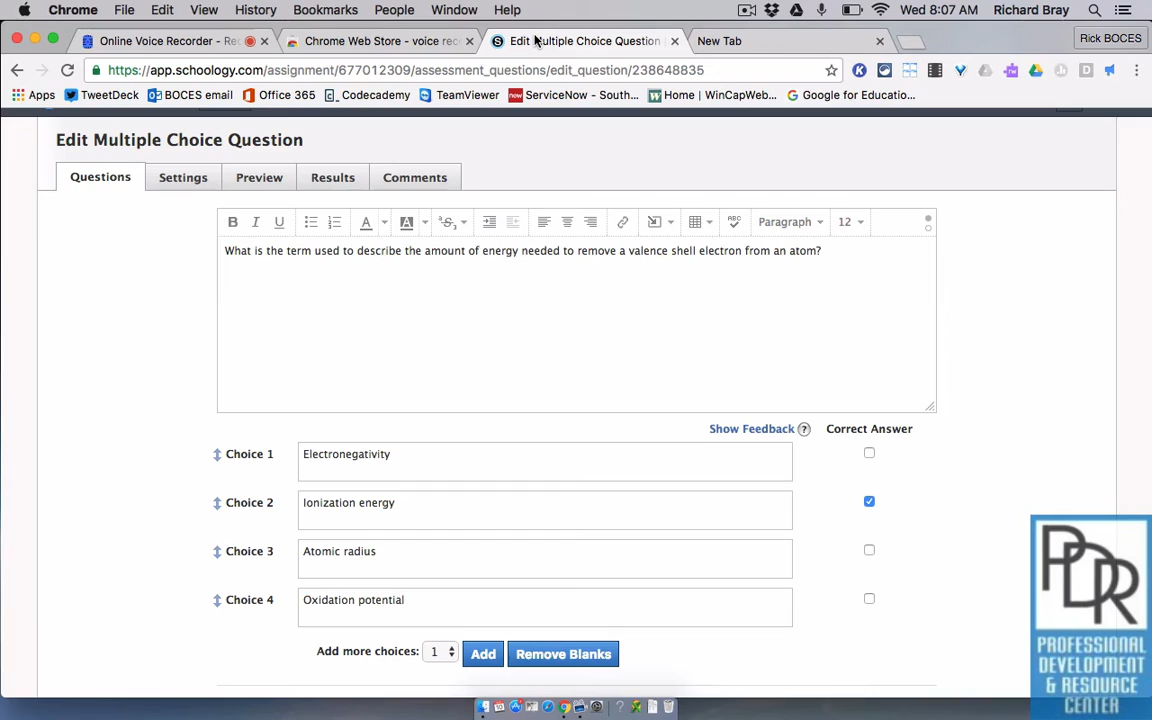 Chrome File Edit View History Bookmarks People Window Help Wed 8:07 AM Richard Bray
Online Voice Recorder - Rec Chrome Web Store - voice rec Edit Multiple Choice Question New Tab Rick BOCES
https://app.schoology.com/assignment/677012309/assessment_questions/edit_question/238648835
Apps TweetDeck BOCES email Office 365 Codecademy TeamViewer ServiceNow - South... Home | WinCapWeb... Google for Educatio...
Edit Multiple Choice Question
Questions Settings Preview Results Comments
B I U A A Paragraph 12
What is the term used to describe the amount of energy needed to remove a valence shell electron from an atom?
Show Feedback ? Correct Answer
Choice 1 Electronegativity
Choice 2 Ionization energy
Choice 3 Atomic radius
Choice 4 Oxidation potential
Add more choices: 1 Add Remove Blanks
PDRC
PROFESSIONAL
DEVELOPMENT
& RESOURCE
CENTER